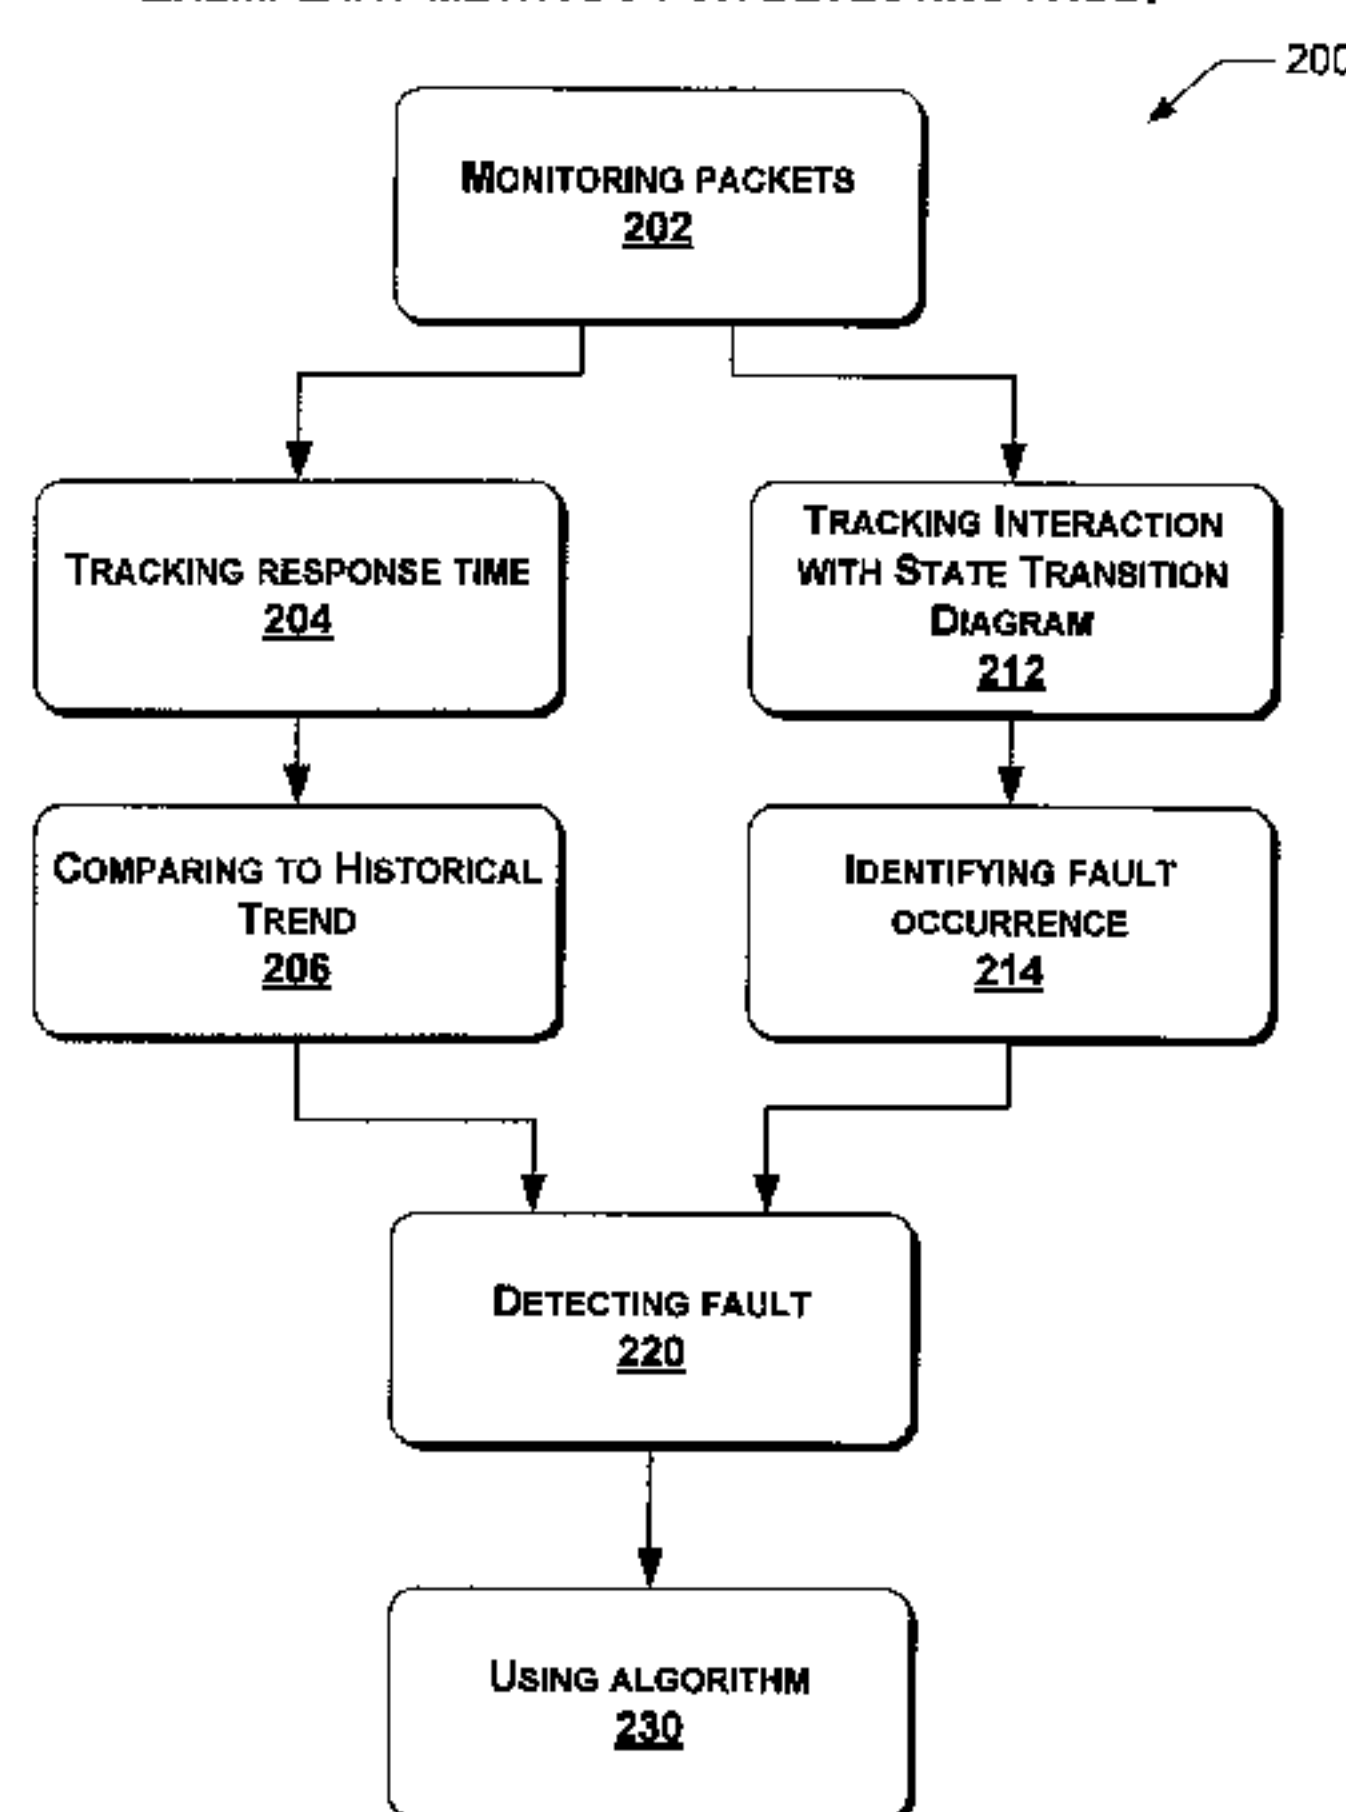 200
MONITORING PACKETS
202
TRACKING RESPONSE TIME
204
TRACKING INTERACTION
WITH STATE TRANSITION
DIAGRAM
212
COMPARING TO HISTORICAL
TREND
206
IDENTIFYING FAULT
OCCURRENCE
214
DETECTING FAULT
220
USING ALGORITHM
230